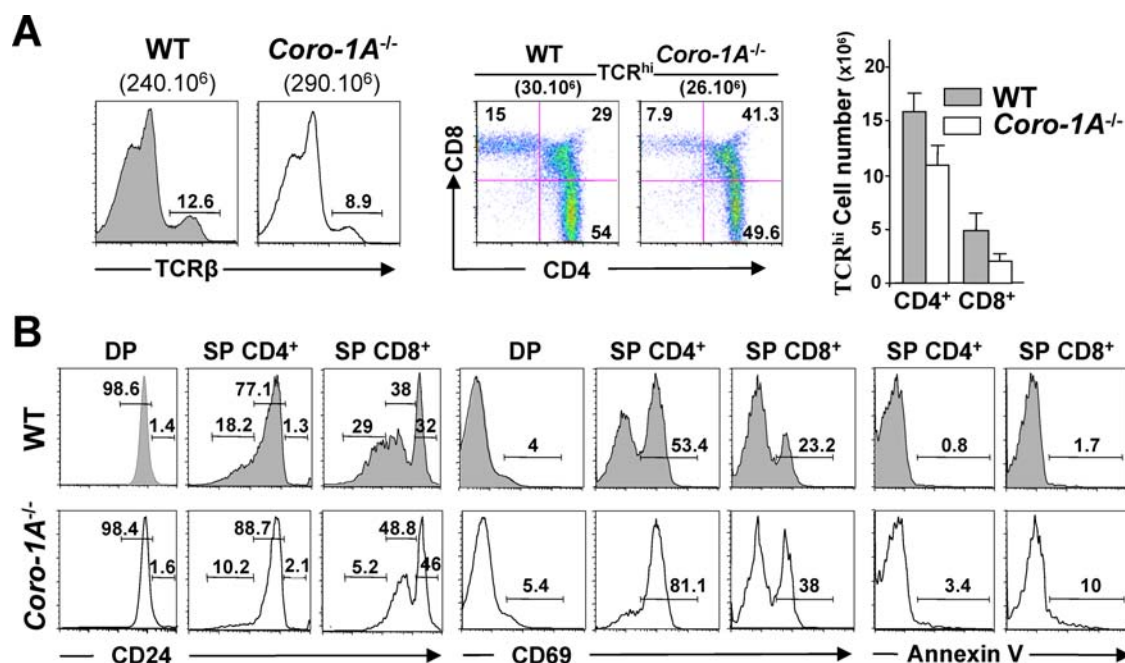 A
WT
Coro-1A-/-
(240.10⁶)
(290.10⁶)
12.6
8.9
TCRβ
WT
Coro-1A-/-
TCRhi
(30.10⁶)
(26.10⁶)
15
29
7.9
41.3
54
49.6
CD8
CD4
TCRhi Cell number (x10⁶)
20
15
10
5
0
WT
Coro-1A-/-
CD4⁺
CD8⁺
B
DP
SP CD4⁺
SP CD8⁺
DP
SP CD4⁺
SP CD8⁺
SP CD4⁺
SP CD8⁺
WT
98.6
1.4
77.1
18.2
1.3
38
29
32
4
53.4
23.2
0.8
1.7
Coro-1A-/-
98.4
1.6
88.7
10.2
2.1
48.8
5.2
46
5.4
81.1
38
3.4
10
CD24
CD69
Annexin V